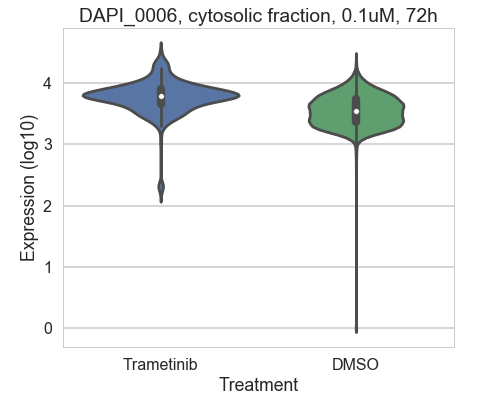 DAPI_0006, cytosolic fraction, 0.1uM, 72h
Expression (log10)
4
3
2
1
0
Trametinib
DMSO
Treatment